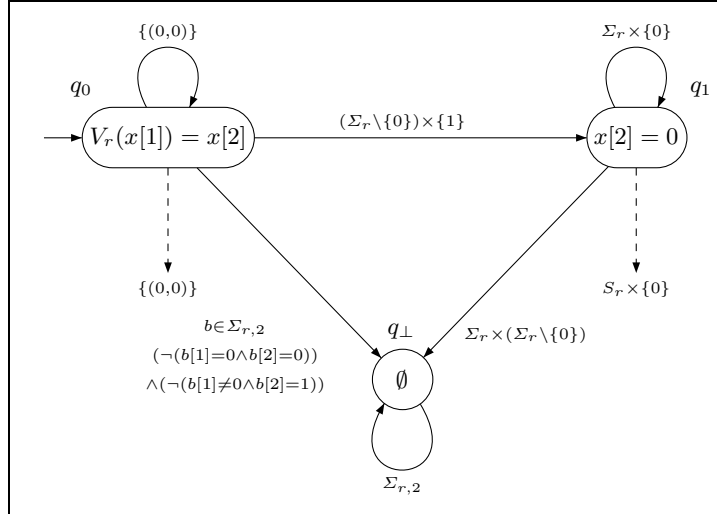 {(0,0)}
Σr×{0}
q0
q1
Vr(x[1]) = x[2]
(Σr\{0})×{1}
x[2] = 0
{(0,0)}
Sr×{0}
b∈Σr,2
(¬(b[1]=0∧b[2]=0))
∧(¬(b[1]≠0∧b[2]=1))
q⊥
Σr×(Σr\{0})
∅
Σr,2